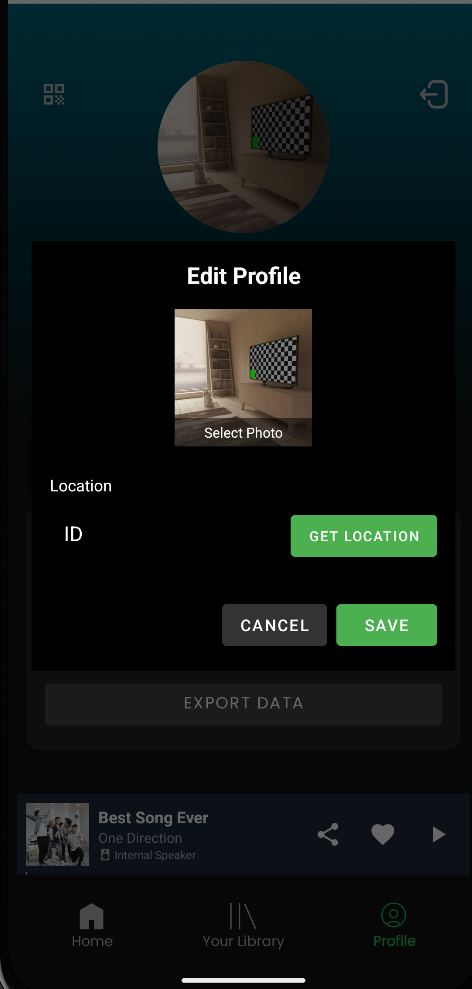 Edit Profile
Select Photo
Location
ID
GET LOCATION
CANCEL
SAVE
EXPORT DATA
Best Song Ever
One Direction
Internal Speaker
Home
Your Library
Profile